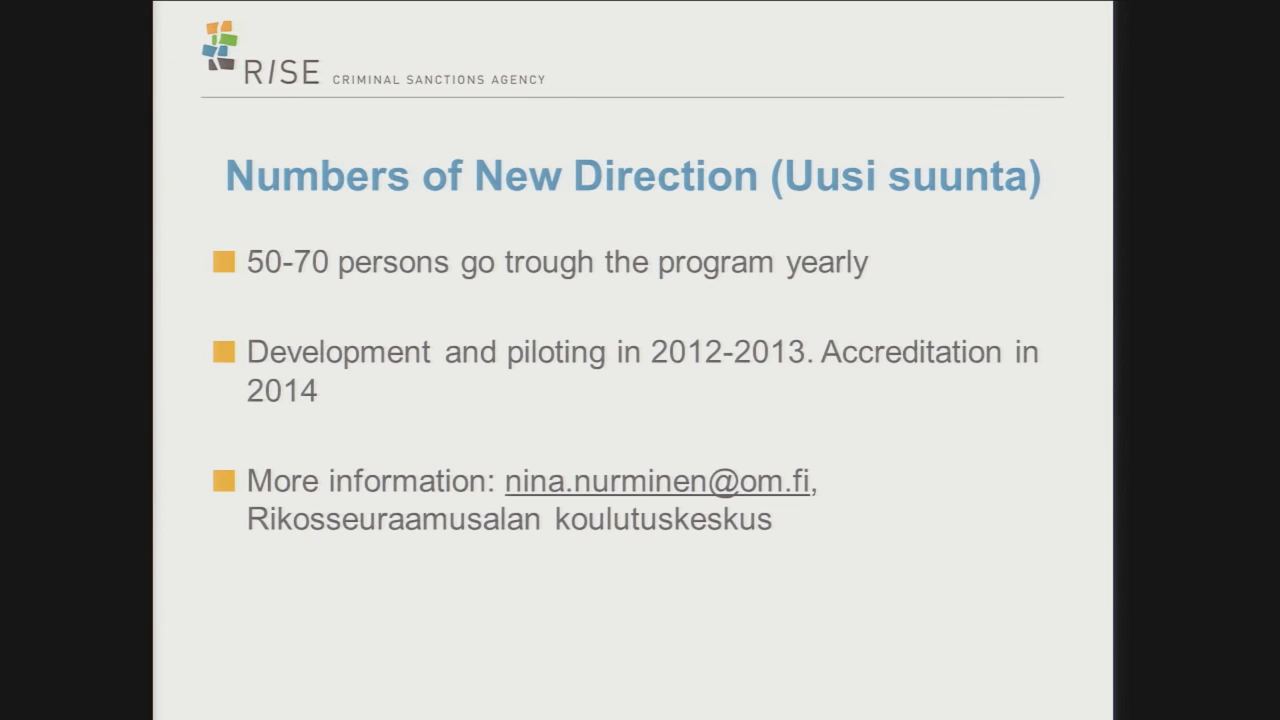 RISE CRIMINAL SANCTIONS AGENCY
Numbers of New Direction (Uusi suunta)
50-70 persons go trough the program yearly
Development and piloting in 2012-2013. Accreditation in
2014
More information: nina.nurminen@om.fi,
Rikosseuraamusalan koulutuskeskus